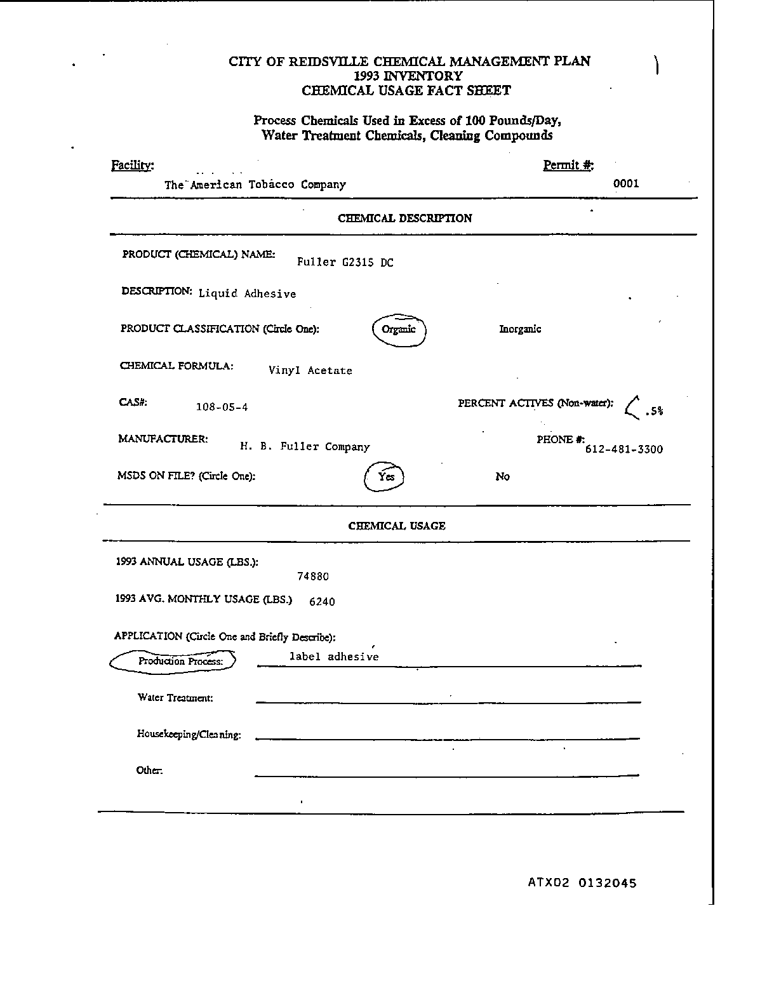 CITY OF REIDSVILLE CHEMICAL MANAGEMENT PLAN
1993 INVENTORY
CHEMICAL USAGE FACT SHEET
Process Chemicals Used in Excess of 100 Pounds/Day,
Water Treatment Chemicals, Cleaning Compounds
Facility: Permit #:
The American Tobacco Company 0001
CHEMICAL DESCRIPTION
PRODUCT (CHEMICAL) NAME: Fuller G2315 DC
DESCRIPTION: Liquid Adhesive
PRODUCT CLASSIFICATION (Circle One): Organic Inorganic
CHEMICAL FORMULA: Vinyl Acetate
CAS#: 108-05-4 PERCENT ACTIVES (Non-water): < .5%
MANUFACTURER: H. B. Fuller Company PHONE #: 612-481-3300
MSDS ON FILE? (Circle One): Yes No
CHEMICAL USAGE
1993 ANNUAL USAGE (LBS.):
74880
1993 AVG. MONTHLY USAGE (LBS.) 6240
APPLICATION (Circle One and Briefly Describe):
Production Process: label adhesive
Water Treatment:
Housekeeping/Cleaning:
Other:
ATX02 0132045